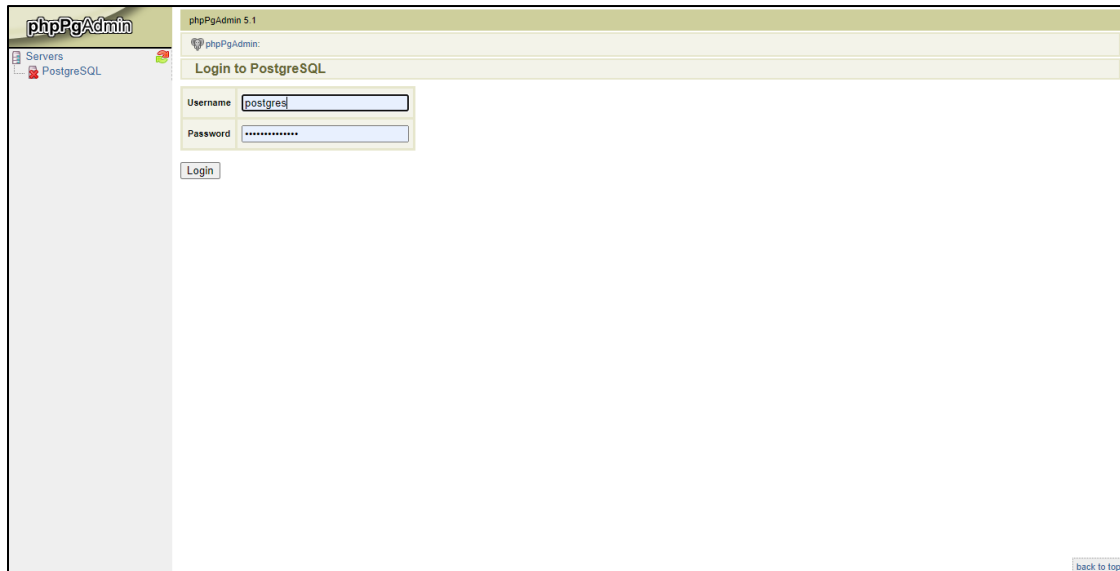 phpPgAdmin
Servers
PostgreSQL
phpPgAdmin 5.1
phpPgAdmin:
Login to PostgreSQL
Username postgres
Password ••••••••••••••
Login
back to top